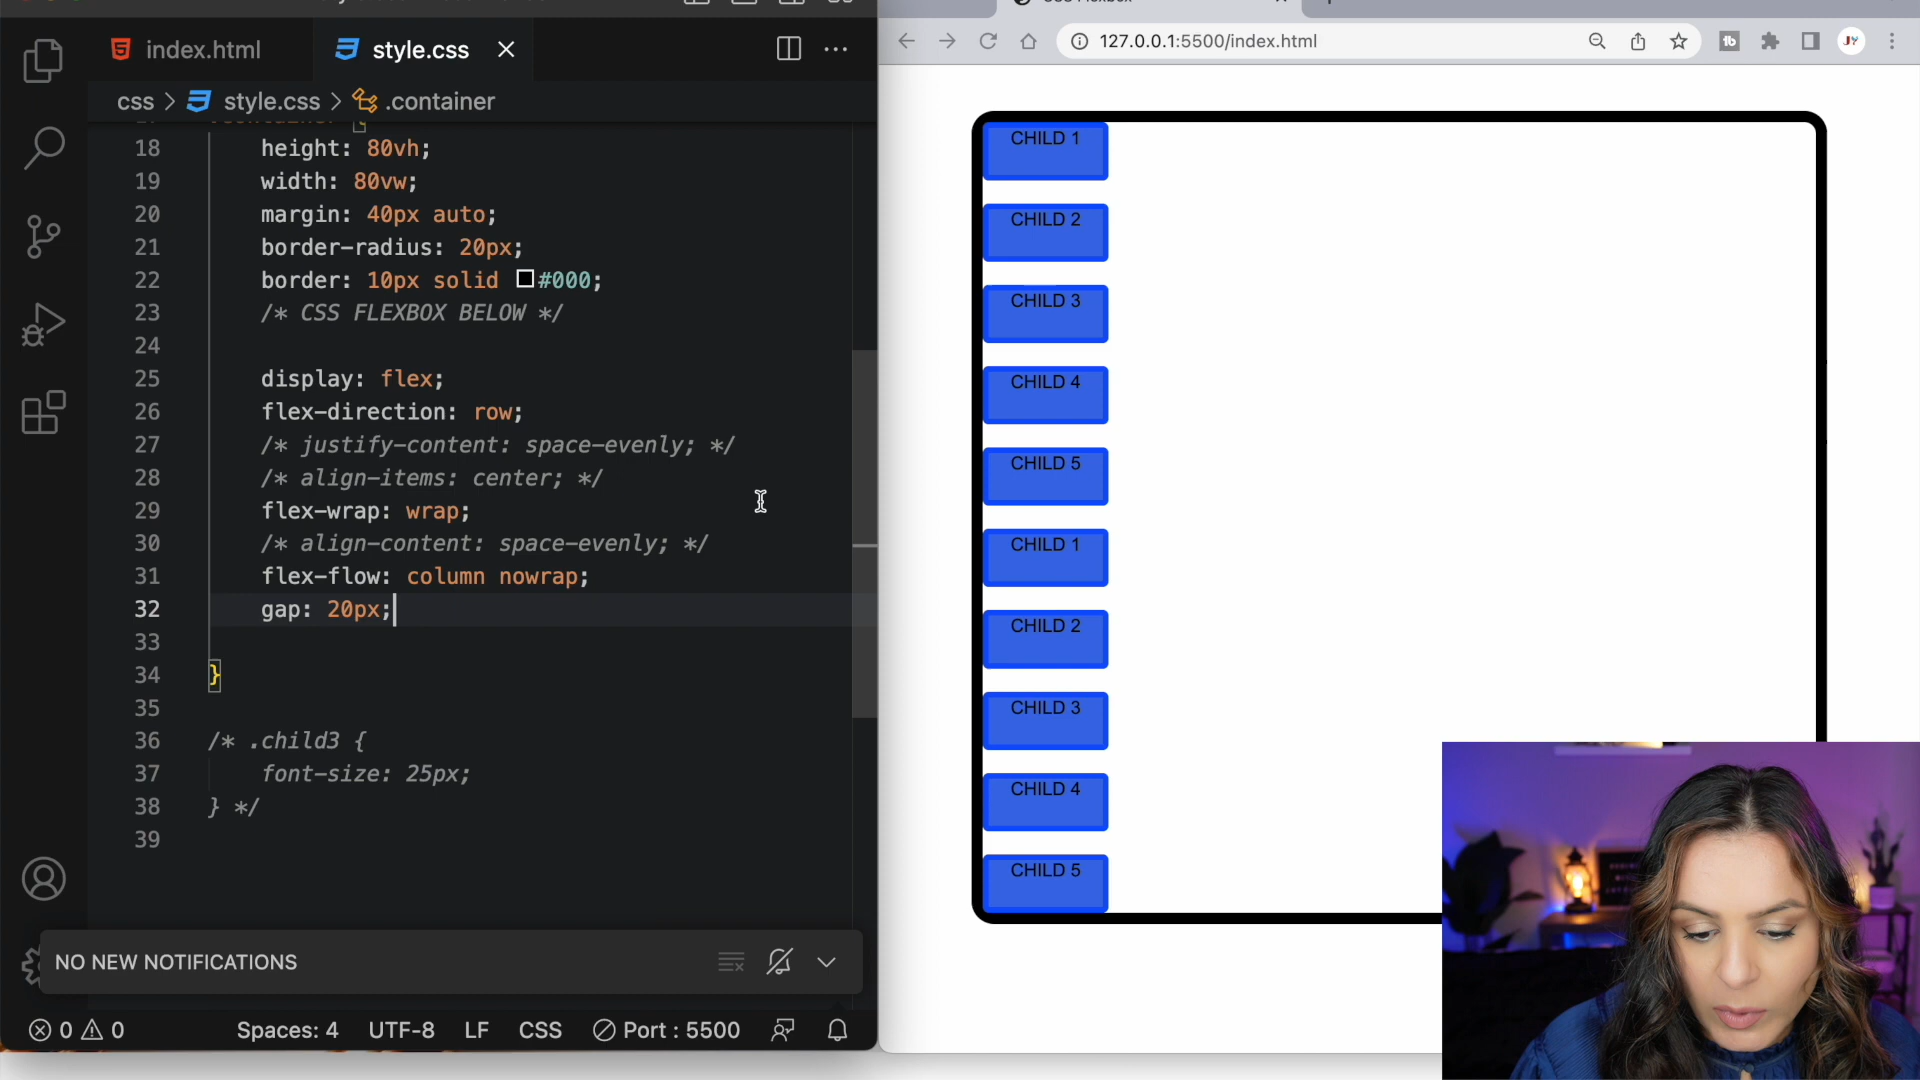 index.html
style.css
127.0.0.1:5500/index.html
css > style.css > .container
18 height: 80vh;
19 width: 80vw;
20 margin: 40px auto;
21 border-radius: 20px;
22 border: 10px solid #000;
23 /* CSS FLEXBOX BELOW */
24
25 display: flex;
26 flex-direction: row;
27 /* justify-content: space-evenly; */
28 /* align-items: center; */
29 flex-wrap: wrap;
30 /* align-content: space-evenly; */
31 flex-flow: column nowrap;
32 gap: 20px;
33
34 }
35
36 /* .child3 {
37 font-size: 25px;
38 } */
39
NO NEW NOTIFICATIONS
0 0
Spaces: 4
UTF-8
LF
CSS
Port : 5500
CHILD 1
CHILD 2
CHILD 3
CHILD 4
CHILD 5
CHILD 1
CHILD 2
CHILD 3
CHILD 4
CHILD 5